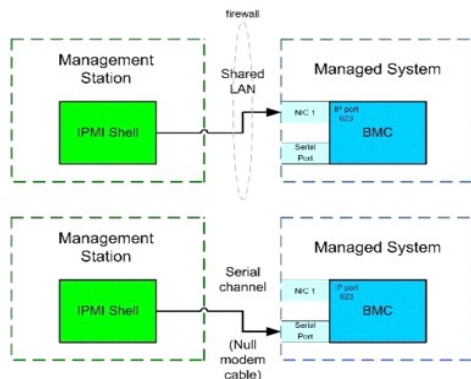 firewall
Management
Station
Shared
LAN
Managed System
IPMI Shell
NIC 1
IP port
623
BMC
Serial
Port
Management
Station
Serial
channel
Managed System
IPMI Shell
NIC 1
IP port
623
BMC
Serial
Port
(Null
modem
cable)